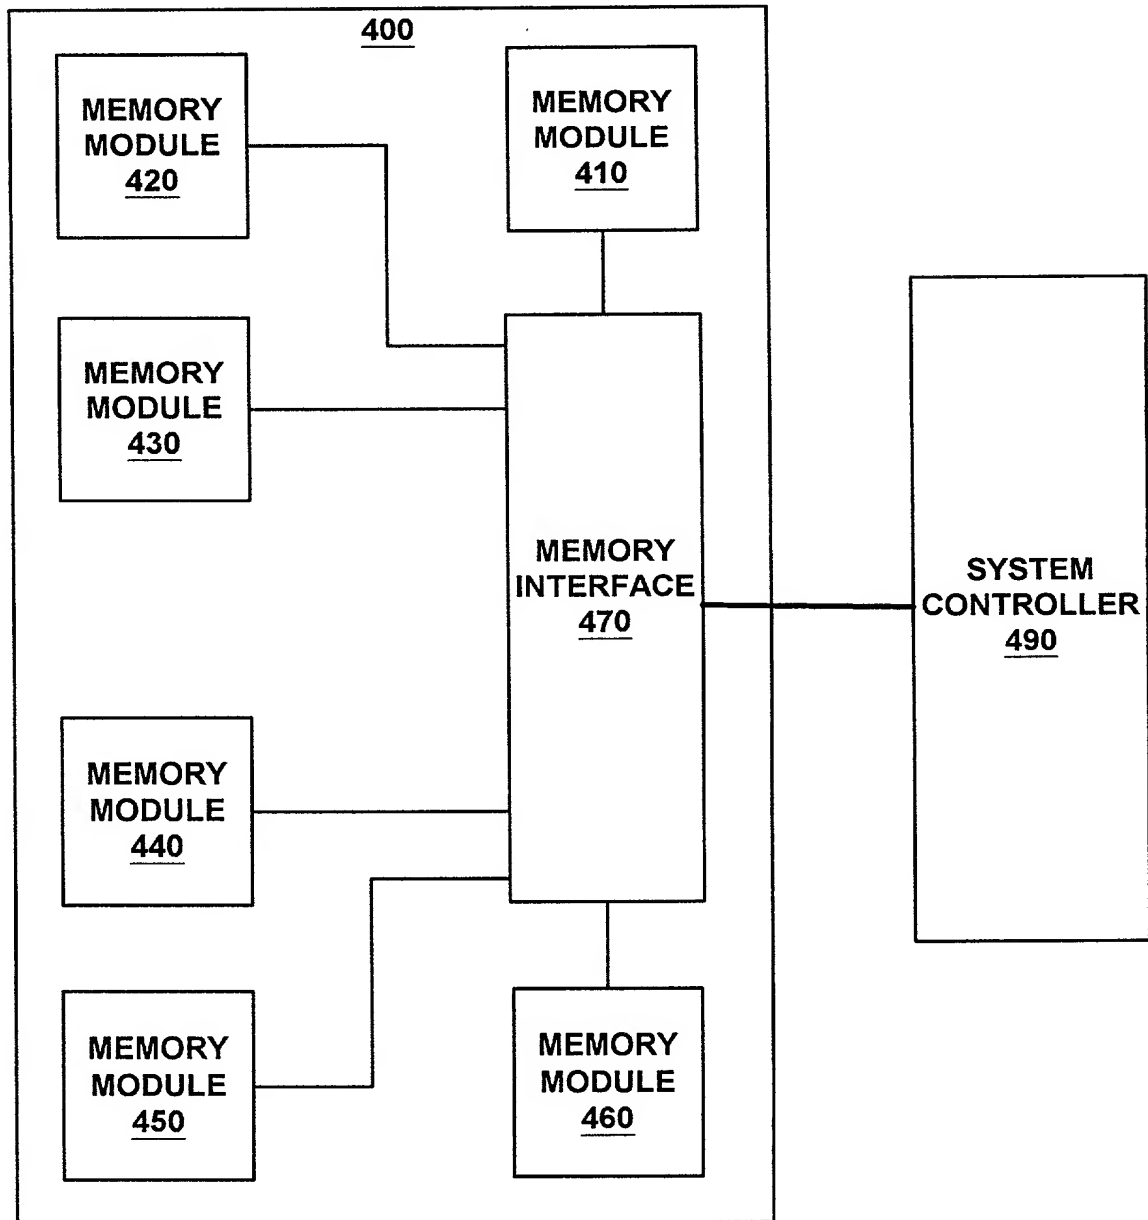 400
MEMORY
MODULE
420
MEMORY
MODULE
410
MEMORY
MODULE
430
MEMORY
INTERFACE
470
SYSTEM
CONTROLLER
490
MEMORY
MODULE
440
MEMORY
MODULE
450
MEMORY
MODULE
460